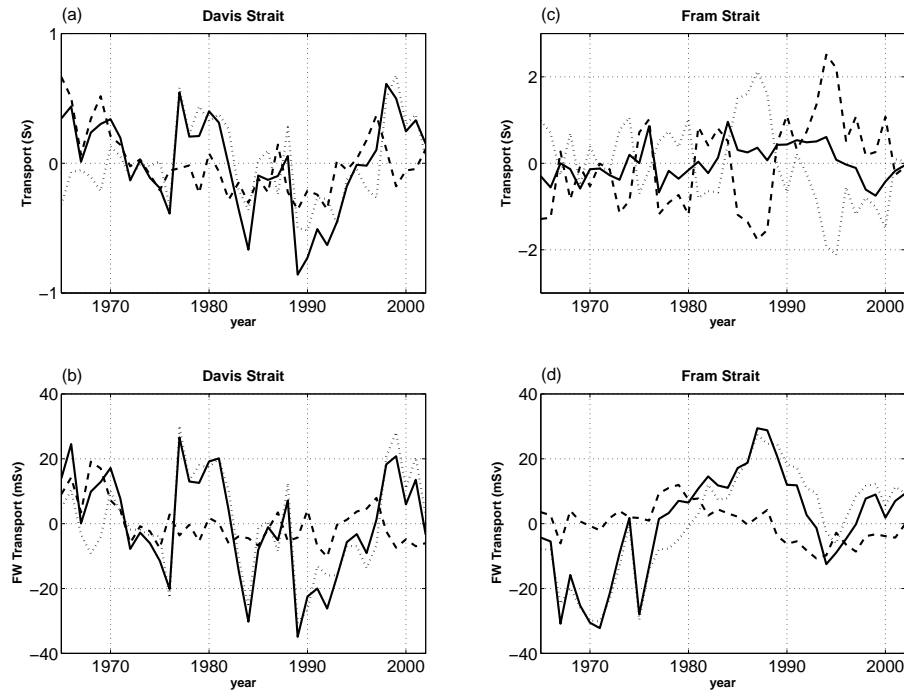 (a)
Davis Strait
Transport (Sv)
1
0
−1
1970
1980
1990
2000
year
(c)
Fram Strait
Transport (Sv)
2
0
−2
1970
1980
1990
2000
year
(b)
Davis Strait
FW Transport (mSv)
40
20
0
−20
−40
1970
1980
1990
2000
year
(d)
Fram Strait
FW Transport (mSv)
40
20
0
−20
−40
1970
1980
1990
2000
year